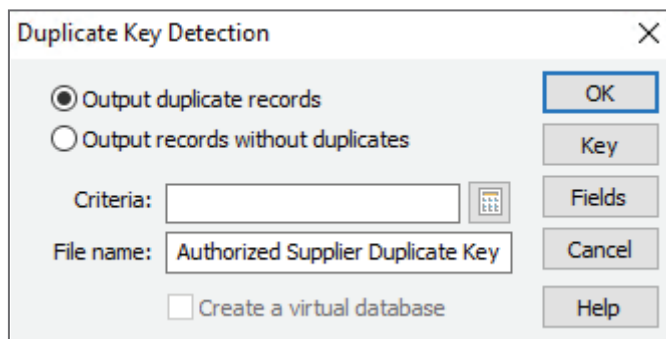 Duplicate Key Detection
Output duplicate records
OK
Output records without duplicates
Key
Criteria:
Fields
File name: Authorized Supplier Duplicate Key
Cancel
Create a virtual database
Help